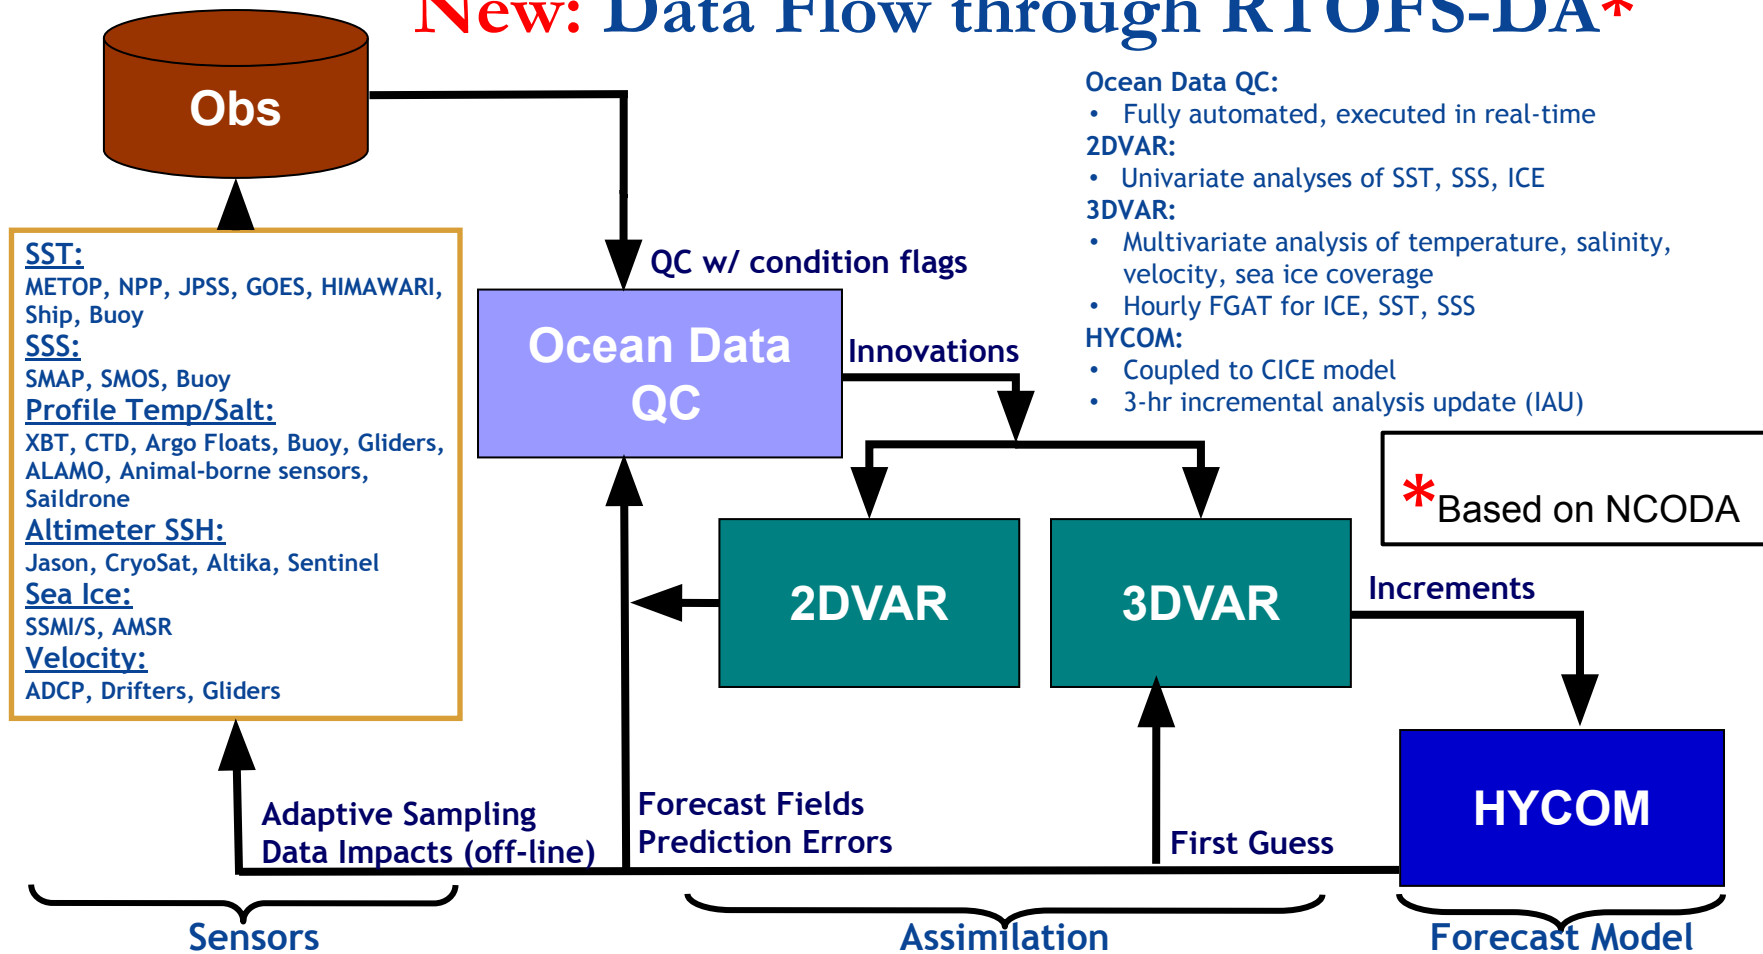 New: Data Flow through RTOFS-DA*
Obs
Ocean Data QC:
• Fully automated, executed in real-time
2DVAR:
• Univariate analyses of SST, SSS, ICE
3DVAR:
• Multivariate analysis of temperature, salinity,
velocity, sea ice coverage
• Hourly FGAT for ICE, SST, SSS
HYCOM:
• Coupled to CICE model
• 3-hr incremental analysis update (IAU)
SST:
METOP, NPP, JPSS, GOES, HIMAWARI,
Ship, Buoy
SSS:
SMAP, SMOS, Buoy
Profile Temp/Salt:
XBT, CTD, Argo Floats, Buoy, Gliders,
ALAMO, Animal-borne sensors,
Saildrone
Altimeter SSH:
Jason, CryoSat, Altika, Sentinel
Sea Ice:
SSMI/S, AMSR
Velocity:
ADCP, Drifters, Gliders
QC w/ condition flags
Ocean Data
QC
Innovations
*Based on NCODA
2DVAR
3DVAR
Increments
HYCOM
Adaptive Sampling
Data Impacts (off-line)
Forecast Fields
Prediction Errors
First Guess
Sensors
Assimilation
Forecast Model